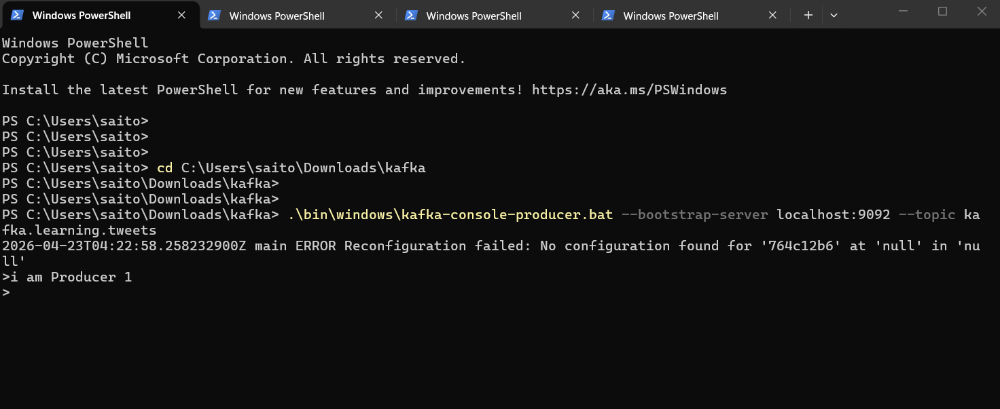 Windows PowerShell
Windows PowerShell
Windows PowerShell
Windows PowerShell
Windows PowerShell
Copyright (C) Microsoft Corporation. All rights reserved.
Install the latest PowerShell for new features and improvements! https://aka.ms/PSWindows
PS C:\Users\saito>
PS C:\Users\saito>
PS C:\Users\saito>
PS C:\Users\saito> cd C:\Users\saito\Downloads\kafka
PS C:\Users\saito\Downloads\kafka>
PS C:\Users\saito\Downloads\kafka>
PS C:\Users\saito\Downloads\kafka> .\bin\windows\kafka-console-producer.bat --bootstrap-server localhost:9092 --topic ka
fka.learning.tweets
2026-04-23T04:22:58.258232900Z main ERROR Reconfiguration failed: No configuration found for '764c12b6' at 'null' in 'nu
ll'
>i am Producer 1
>